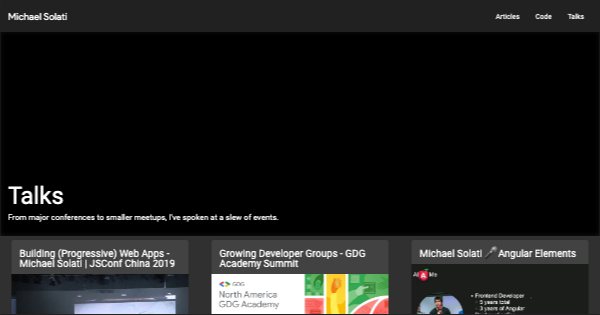 Michael Solati
Articles Code Talks
Talks
From major conferences to smaller meetups, I've spoken at a slew of events.
Building (Progressive) Web Apps -
Michael Solati | JSConf China 2019
Growing Developer Groups - GDG
Academy Summit
GDG
North America
GDG Academy
Michael Solati 🎤 Angular Elements
Me
• Frontend Developer
◦ 5 years total
◦ 3 years of Angular